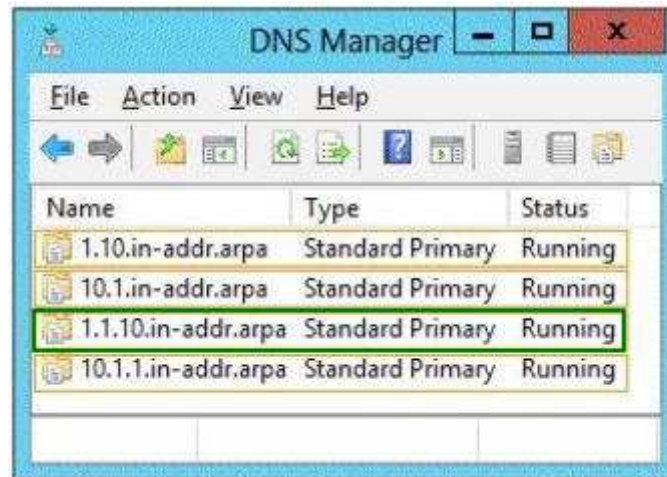 DNS Manager
File Action View Help
Name Type Status
1.10.in-addr.arpa Standard Primary Running
10.1.in-addr.arpa Standard Primary Running
1.1.10.in-addr.arpa Standard Primary Running
10.1.1.in-addr.arpa Standard Primary Running